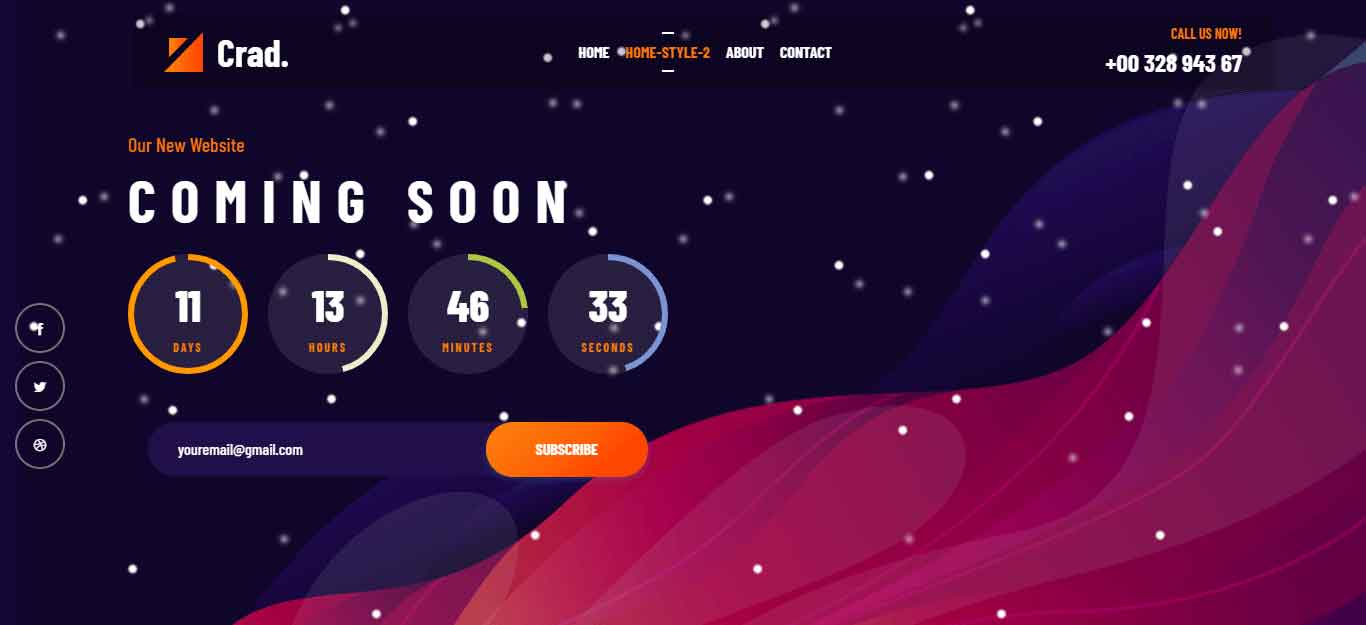 Crad.
HOME HOME-STYLE-2 ABOUT CONTACT
CALL US NOW!
+00 328 943 67
Our New Website
COMING SOON
11 13 46 33
DAYS HOURS MINUTES SECONDS
youremail@gmail.com SUBSCRIBE